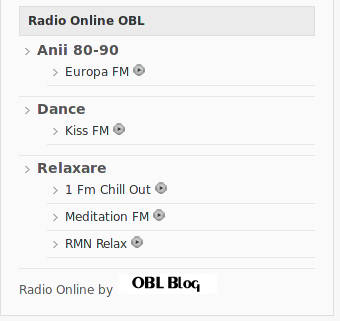 Radio Online OBL
Anii 80-90
Europa FM
Dance
Kiss FM
Relaxare
1 Fm Chill Out
Meditation FM
RMN Relax
Radio Online by OBL Blog